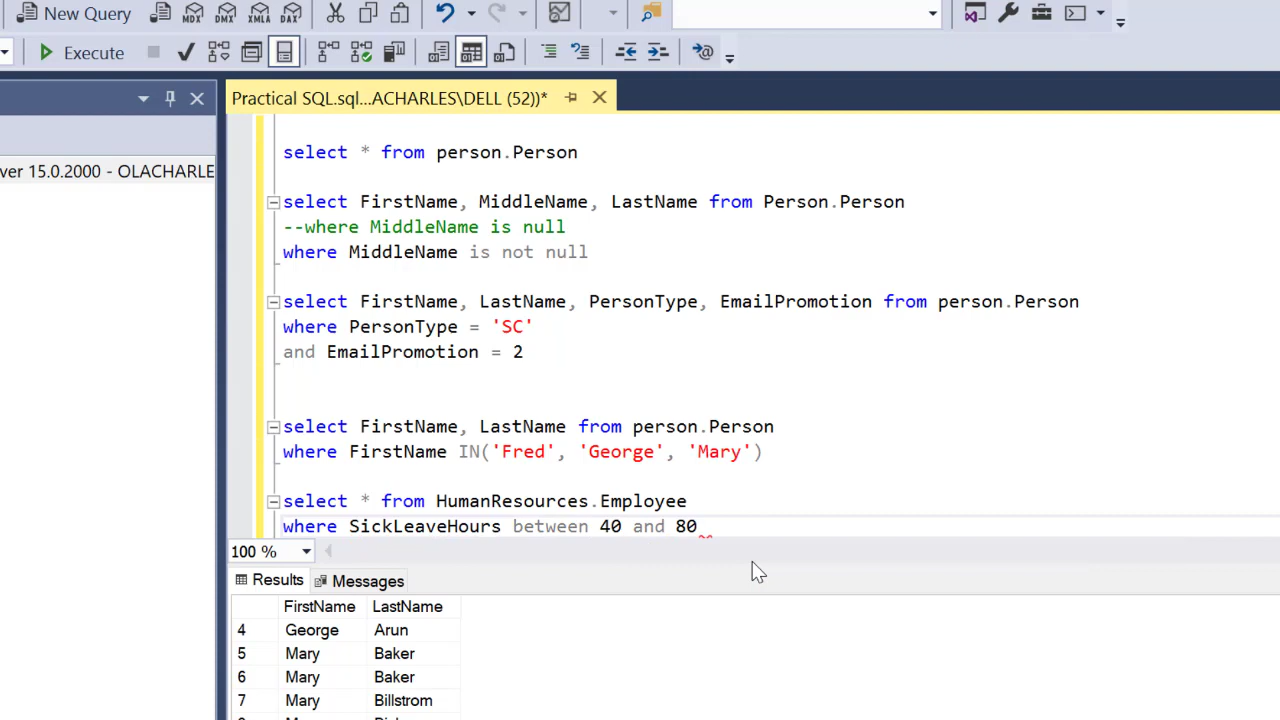 New Query
MDX DMX XMLA DAX
Execute
Practical SQL.sql...ACHARLES\DELL (52))*
ver 15.0.2000 - OLACHARLE
select * from person.Person
select FirstName, MiddleName, LastName from Person.Person
--where MiddleName is null
where MiddleName is not null
select FirstName, LastName, PersonType, EmailPromotion from person.Person
where PersonType = 'SC'
and EmailPromotion = 2
select FirstName, LastName from person.Person
where FirstName IN('Fred', 'George', 'Mary')
select * from HumanResources.Employee
where SickLeaveHours between 40 and 80
100 %
Results Messages
FirstName LastName
4 George Arun
5 Mary Baker
6 Mary Baker
7 Mary Billstrom